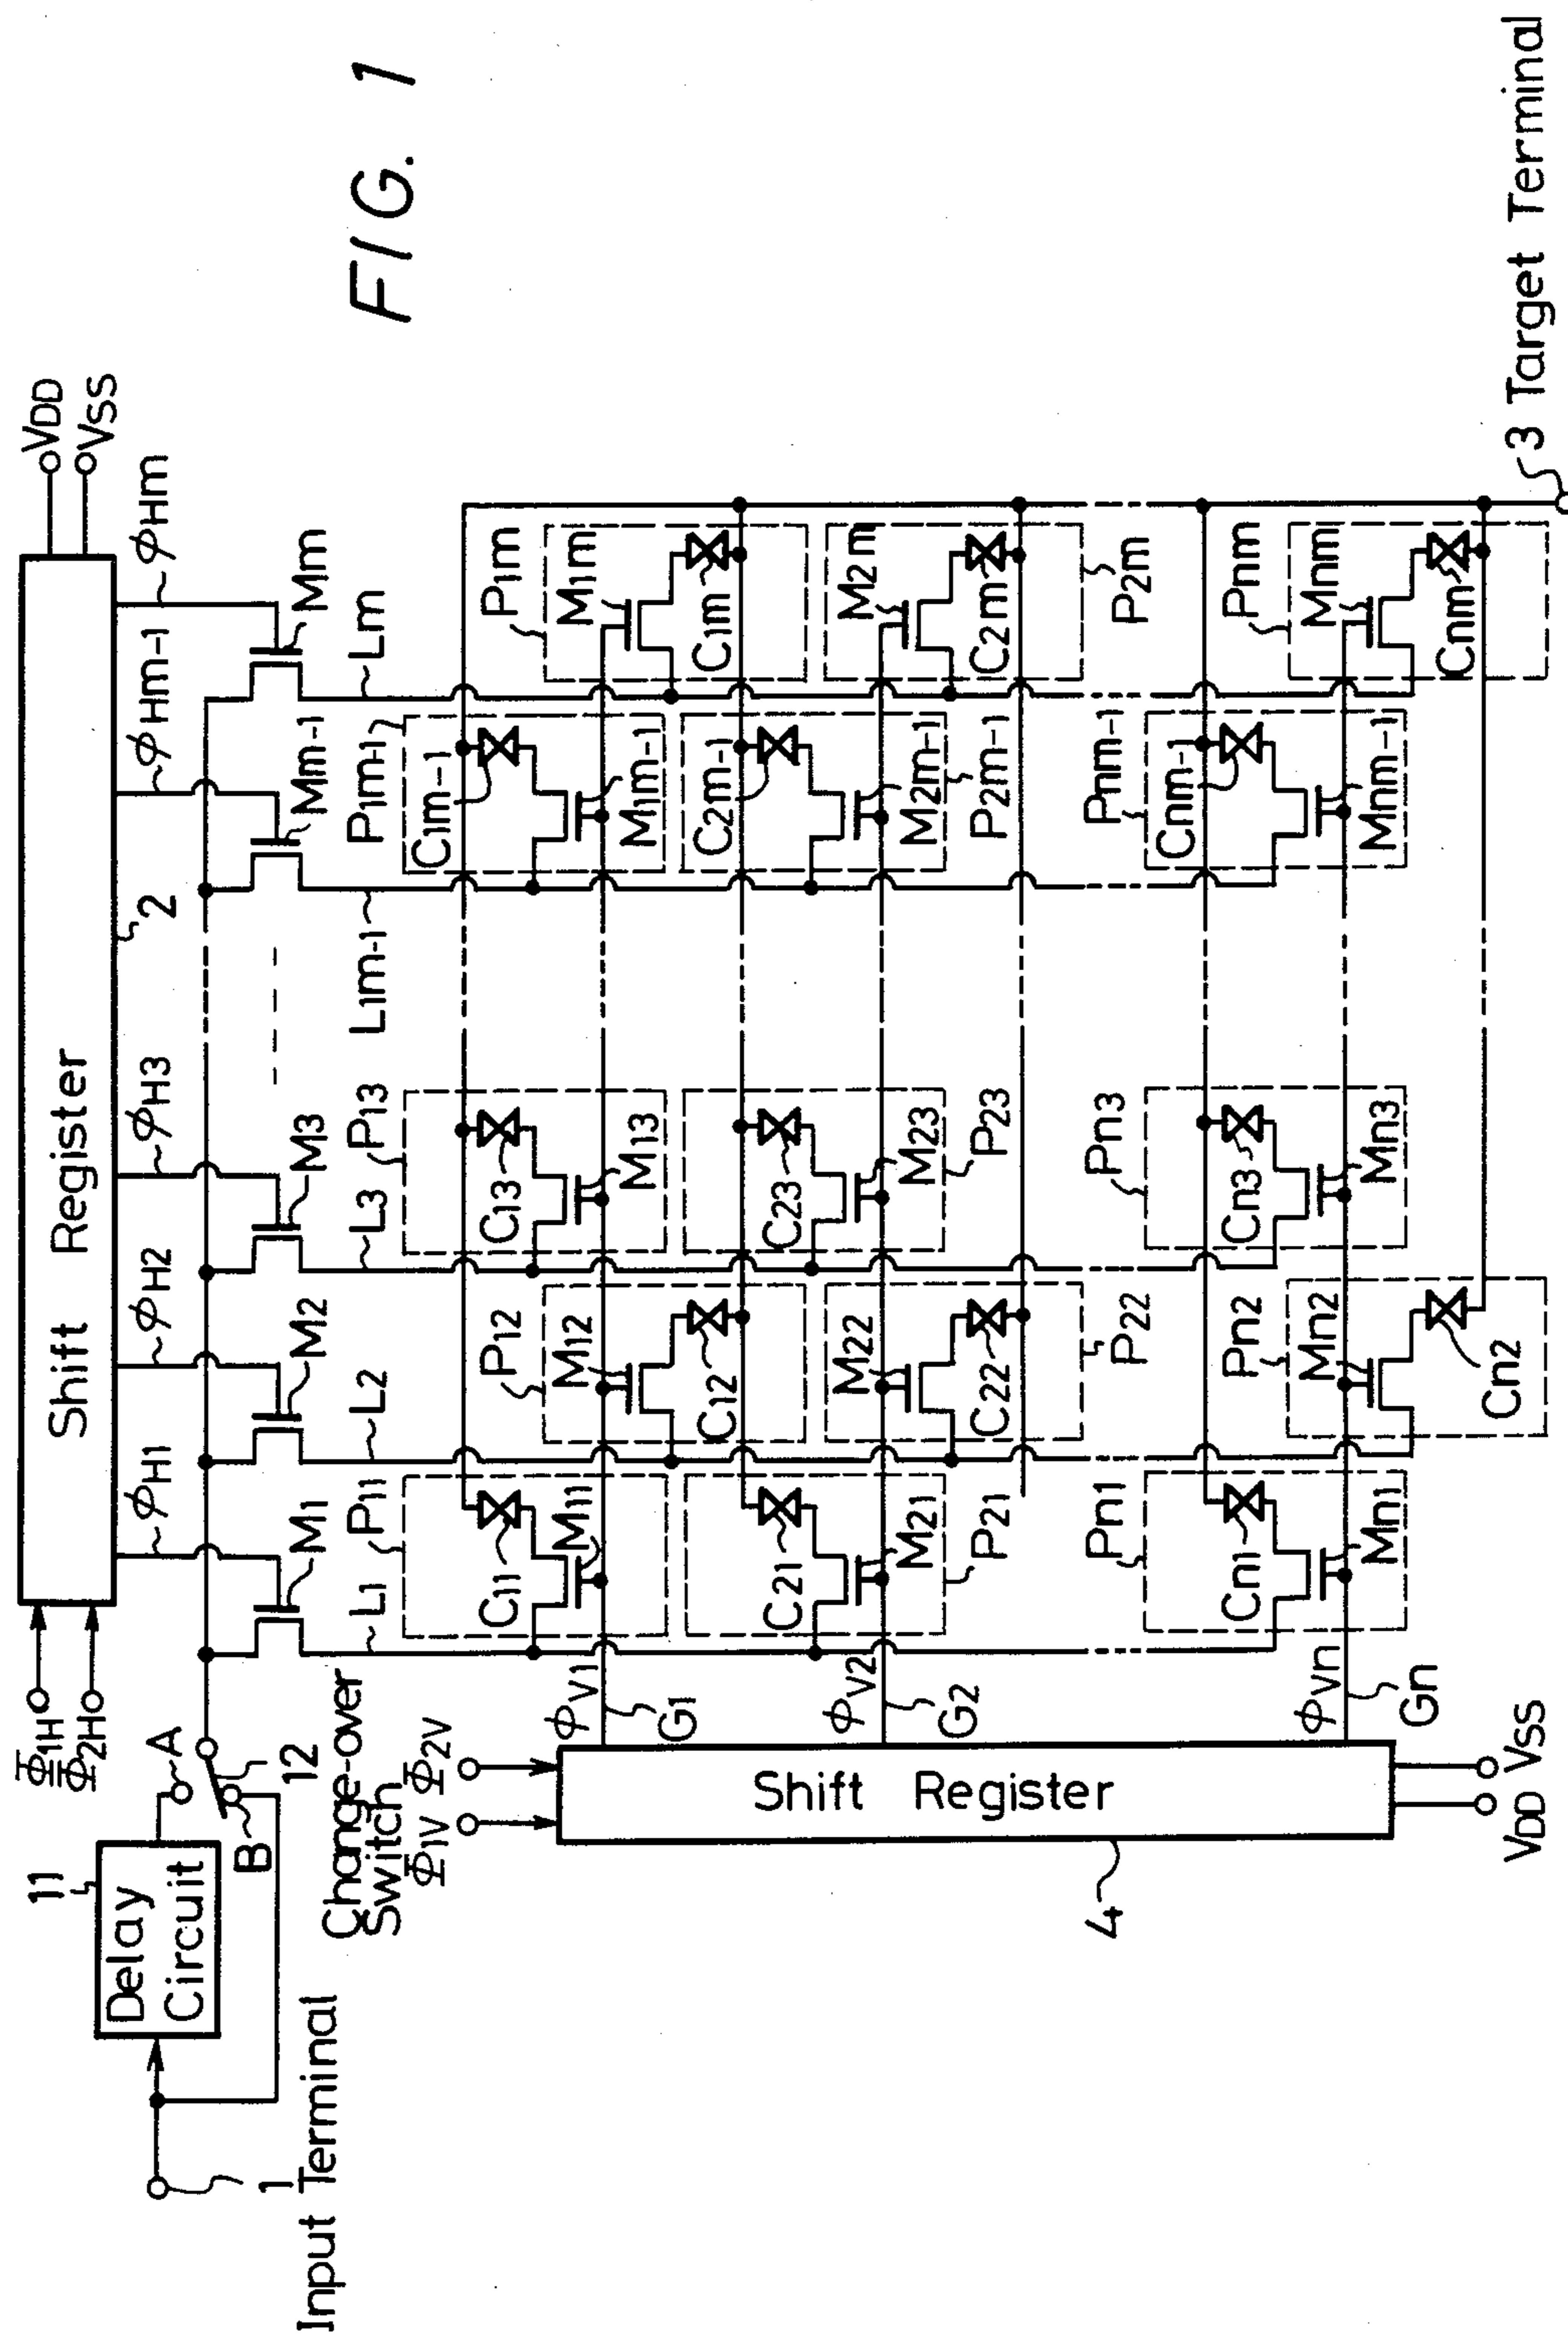 FIG. 1
Φ1H
Φ2H
Shift Register
2
VDD
VSS
11
Delay
Circuit
A
B
12
Change-over
Switch
1
Input Terminal
φH1
φH2
φH3
φHm-1
φHm
M1
M2
M3
Mm-1
Mm
L1
L2
L3
L1m-1
Lm
P11
C11
M11
P12
M12
C12
P13
C13
M13
P1m-1
C1m-1
M1m-1
P1m
M1m
C1m
Φ1V
Φ2V
φV1
G1
C21
M21
P21
M22
C22
P22
C23
M23
P23
C2m-1
M2m-1
P2m-1
M2m
C2m
P2m
φV2
G2
Shift Register
4
Pn1
Cn1
Mn1
Pn2
Mn2
Cn2
Pn3
Cn3
Mn3
Pnm-1
Cnm-1
Mnm-1
Pnm
Mnm
Cnm
φVn
Gn
VDD
VSS
3 Target Terminal